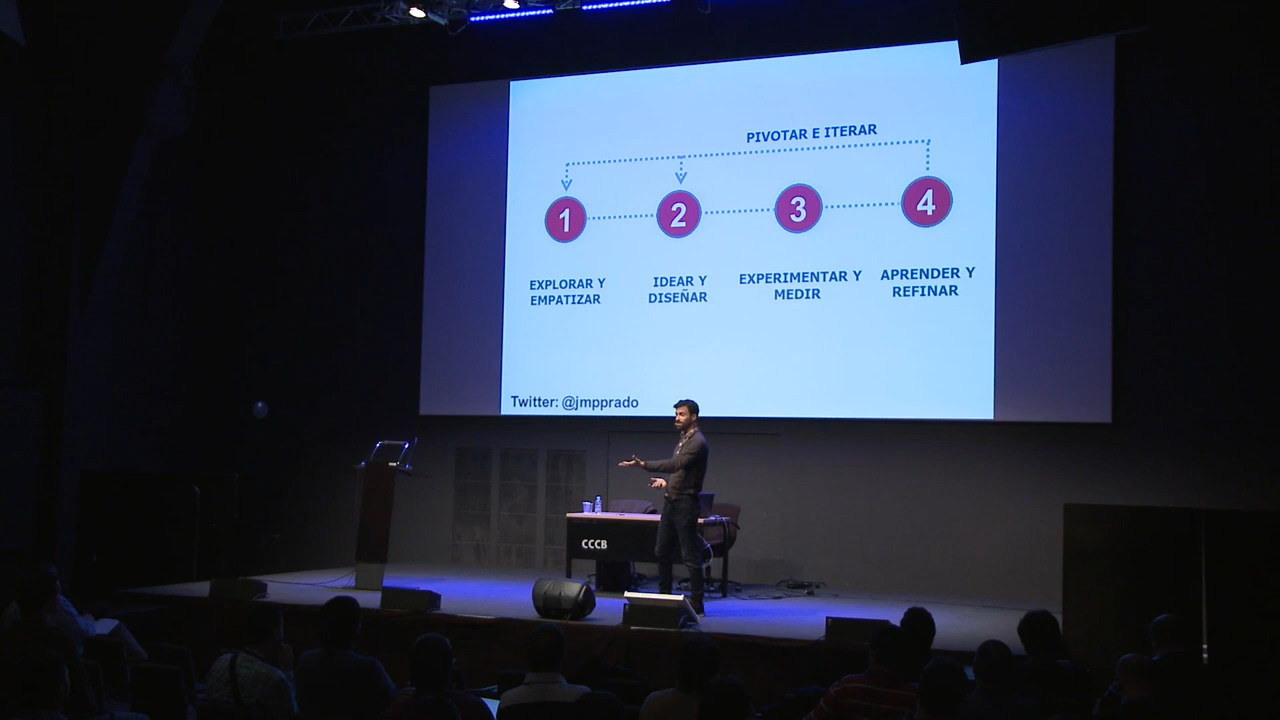 PIVOTAR E ITERAR
1
2
3
4
EXPLORAR Y
EMPATIZAR
IDEAR Y
DISEÑAR
EXPERIMENTAR Y
MEDIR
APRENDER Y
REFINAR
Twitter: @jmpprado
CCCB